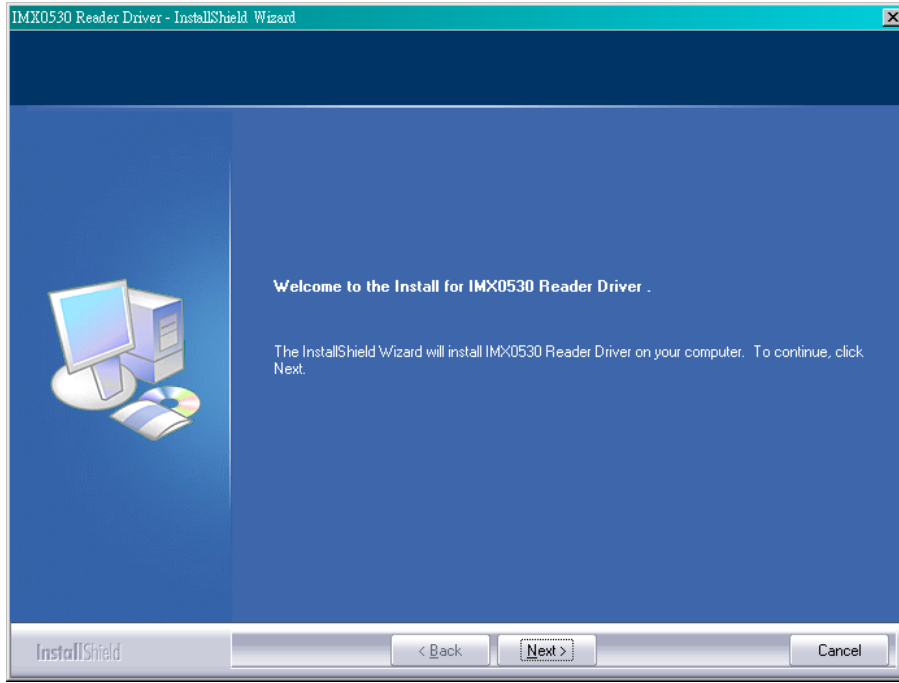 IMX0530 Reader Driver - InstallShield Wizard
Welcome to the Install for IMX0530 Reader Driver .
The InstallShield Wizard will install IMX0530 Reader Driver on your computer.  To continue, click
Next.
InstallShield
< Back
Next >
Cancel